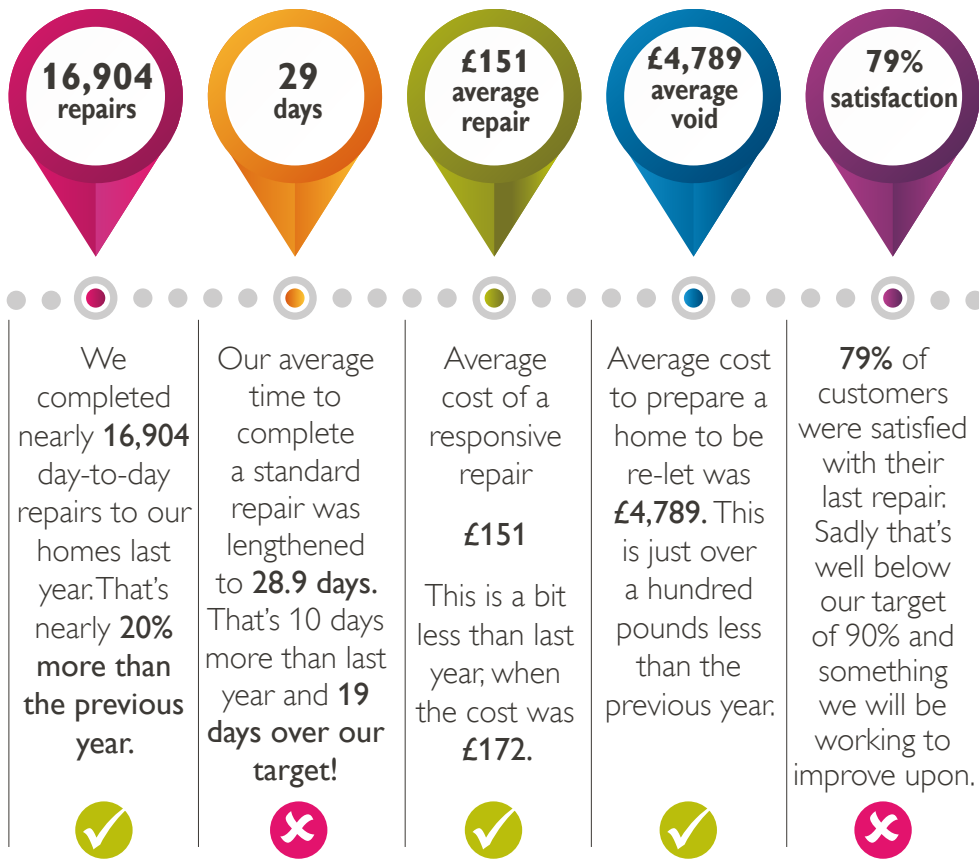 16,904
repairs
29
days
£151
average
repair
£4,789
average
void
79%
satisfaction
We
completed
nearly 16,904
day-to-day
repairs to our
homes last
year. That's
nearly 20%
more than
the previous
year.
Our average
time to
complete
a standard
repair was
lengthened
to 28.9 days.
That's 10 days
more than last
year and 19
days over our
target!
Average
cost of a
responsive
repair
£151
This is a bit
less than last
year, when
the cost was
£172.
Average cost
to prepare a
home to be
re-let was
£4,789. This
is just over
a hundred
pounds less
than the
previous year.
79% of
customers
were satisfied
with their
last repair.
Sadly that's
well below
our target
of 90% and
something
we will be
working to
improve upon.